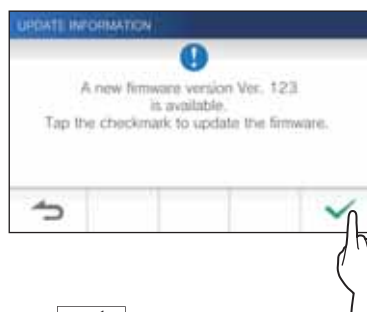 UPDATE INFORMATION
A new firmware version Ver. 123
is available.
Tap the checkmark to update the firmware.